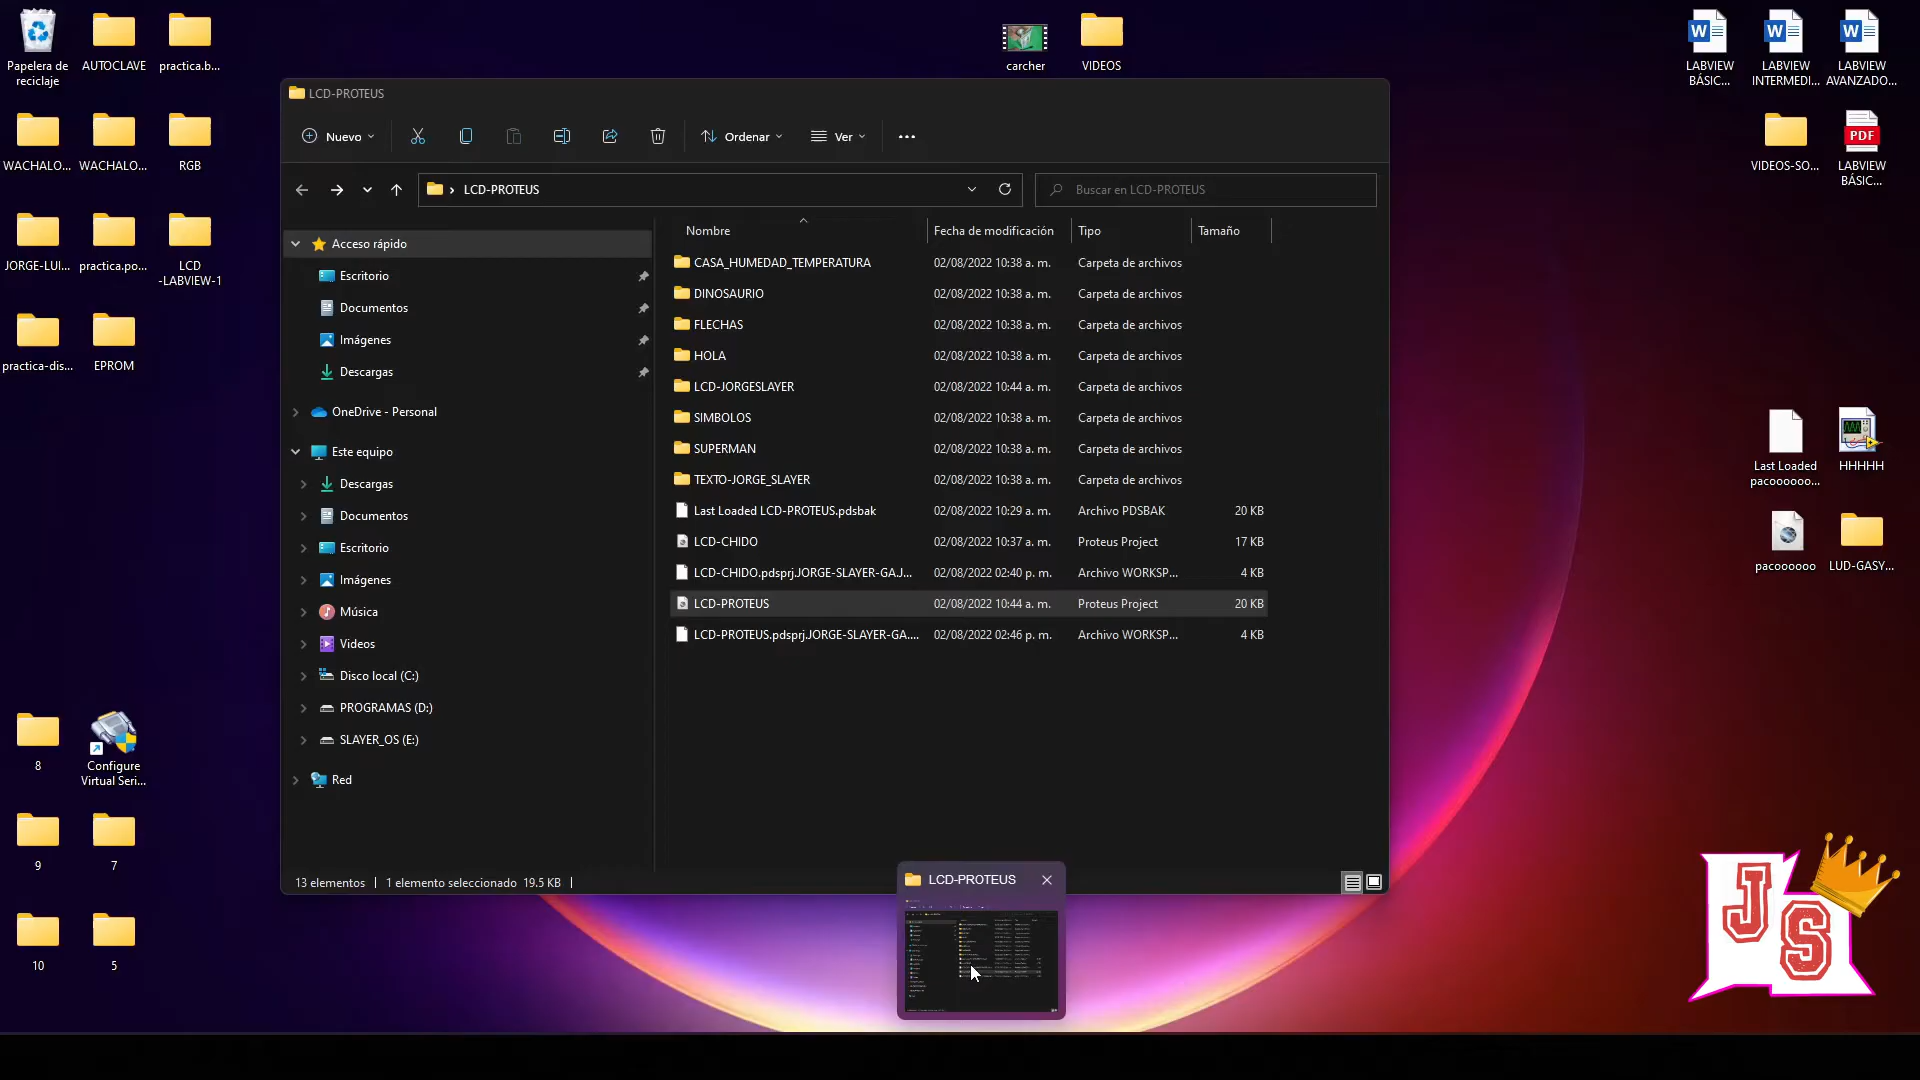 Papelera de
reciclaje
AUTOCLAVE
practica.b...
carcher
VIDEOS
LABVIEW
BÁSIC...
LABVIEW
INTERMEDI...
LABVIEW
AVANZADO...
WACHALO...
WACHALO...
RGB
VIDEOS-SO...
PDF
LABVIEW
BÁSIC...
JORGE-LUI...
practica.po...
LCD
-LABVIEW-1
practica-dis...
EPROM
LCD-PROTEUS
Nuevo
Ordenar
Ver
LCD-PROTEUS
Buscar en LCD-PROTEUS
Acceso rápido
Escritorio
Documentos
Imágenes
Descargas
OneDrive - Personal
Este equipo
Descargas
Documentos
Escritorio
Imágenes
Música
Videos
Disco local (C:)
PROGRAMAS (D:)
SLAYER_OS (E:)
Red
Nombre Fecha de modificación Tipo Tamaño
CASA_HUMEDAD_TEMPERATURA 02/08/2022 10:38 a. m. Carpeta de archivos
DINOSAURIO 02/08/2022 10:38 a. m. Carpeta de archivos
FLECHAS 02/08/2022 10:38 a. m. Carpeta de archivos
HOLA 02/08/2022 10:38 a. m. Carpeta de archivos
LCD-JORGESLAYER 02/08/2022 10:44 a. m. Carpeta de archivos
SIMBOLOS 02/08/2022 10:38 a. m. Carpeta de archivos
SUPERMAN 02/08/2022 10:38 a. m. Carpeta de archivos
TEXTO-JORGE_SLAYER 02/08/2022 10:38 a. m. Carpeta de archivos
Last Loaded LCD-PROTEUS.pdsbak 02/08/2022 10:29 a. m. Archivo PDSBAK 20 KB
LCD-CHIDO 02/08/2022 10:37 a. m. Proteus Project 17 KB
LCD-CHIDO.pdsprj.JORGE-SLAYER-GA.J... 02/08/2022 02:40 p. m. Archivo WORKSP... 4 KB
LCD-PROTEUS 02/08/2022 10:44 a. m. Proteus Project 20 KB
LCD-PROTEUS.pdsprj.JORGE-SLAYER-GA.... 02/08/2022 02:46 p. m. Archivo WORKSP... 4 KB
13 elementos 1 elemento seleccionado 19.5 KB
LCD-PROTEUS
Last Loaded
pacoooooo...
HHHHH
pacoooooo
LUD-GASY...
8
Configure
Virtual Seri...
9
7
10
5
JS